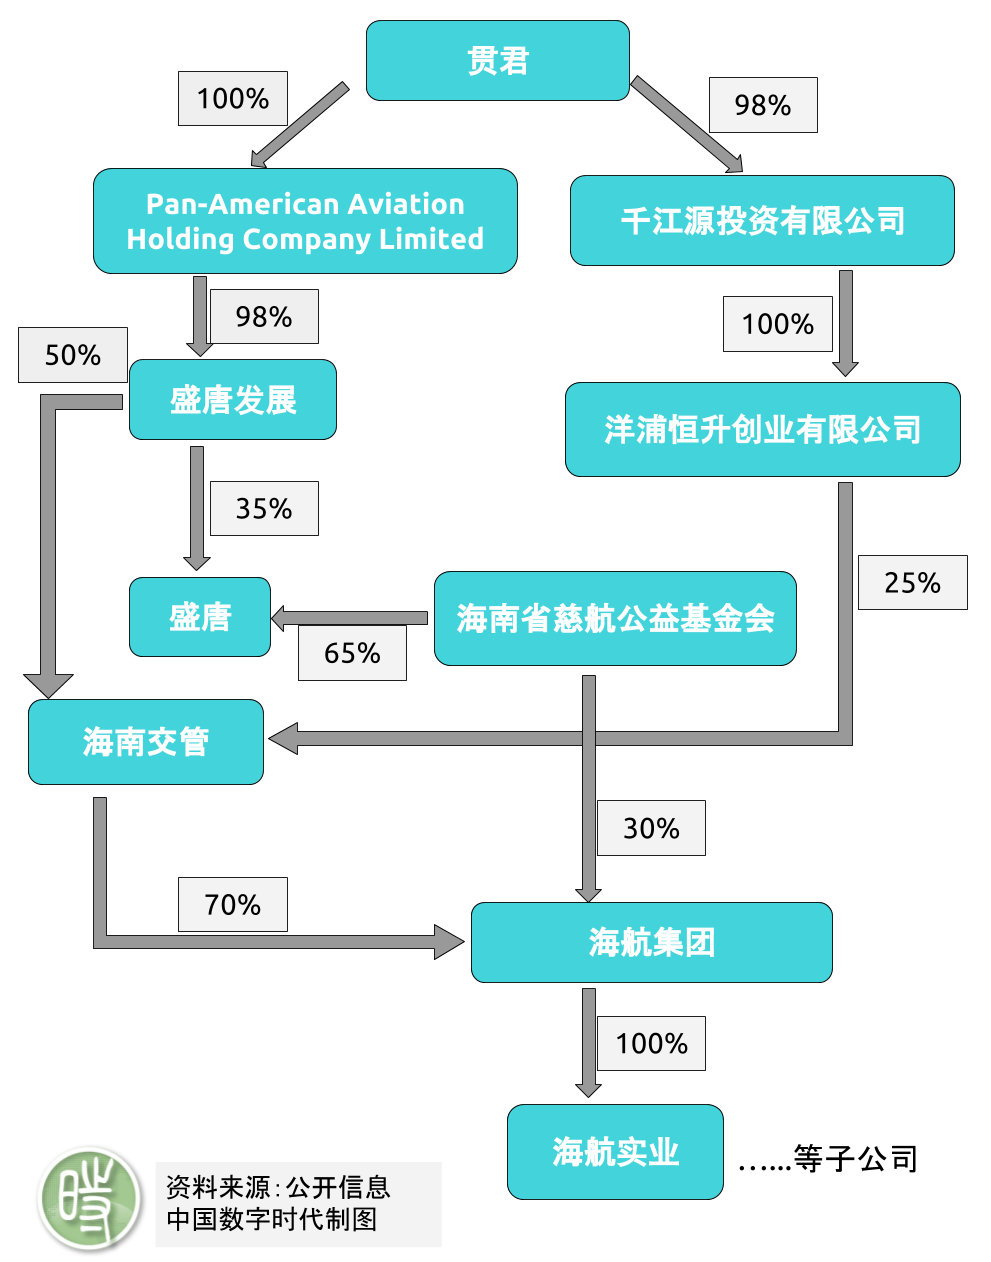 贯君
100%
98%
Pan-American Aviation
Holding Company Limited
千江源投资有限公司
98%
100%
50%
盛唐发展
洋浦恒升创业有限公司
35%
25%
盛唐
海南省慈航公益基金会
65%
海南交管
30%
70%
海航集团
100%
海航实业
…...等子公司
资料来源:公开信息
中国数字时代制图